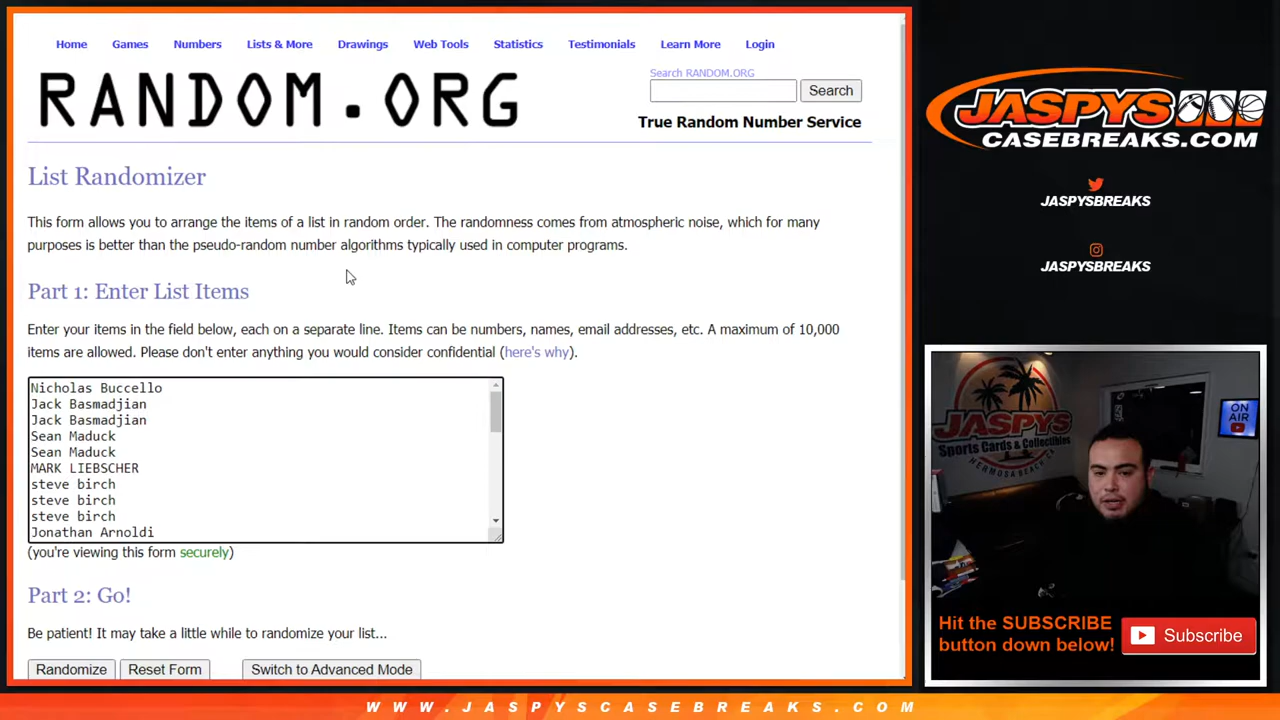 Home Games Numbers Lists & More Drawings Web Tools Statistics Testimonials Learn More Login
RANDOM.ORG
Search RANDOM.ORG
Search
True Random Number Service
List Randomizer
This form allows you to arrange the items of a list in random order. The randomness comes from atmospheric noise, which for many
purposes is better than the pseudo-random number algorithms typically used in computer programs.
Part 1: Enter List Items
Enter your items in the field below, each on a separate line. Items can be numbers, names, email addresses, etc. A maximum of 10,000
items are allowed. Please don't enter anything you would consider confidential (here's why).
Nicholas Buccello
Jack Basmadjian
Jack Basmadjian
Sean Maduck
Sean Maduck
MARK LIEBSCHER
steve birch
steve birch
steve birch
Jonathan Arnoldi
(you're viewing this form securely)
Part 2: Go!
Be patient! It may take a little while to randomize your list...
Randomize Reset Form Switch to Advanced Mode
JASPYS
CASEBREAKS.COM
JASPYSBREAKS
JASPYSBREAKS
JASPYS
Sports Cards & Collectibles
HERMOSA BEACH, CA
ON
AIR
Hit the SUBSCRIBE
button down below!
Subscribe
WWW.JASPYSCASEBREAKS.COM